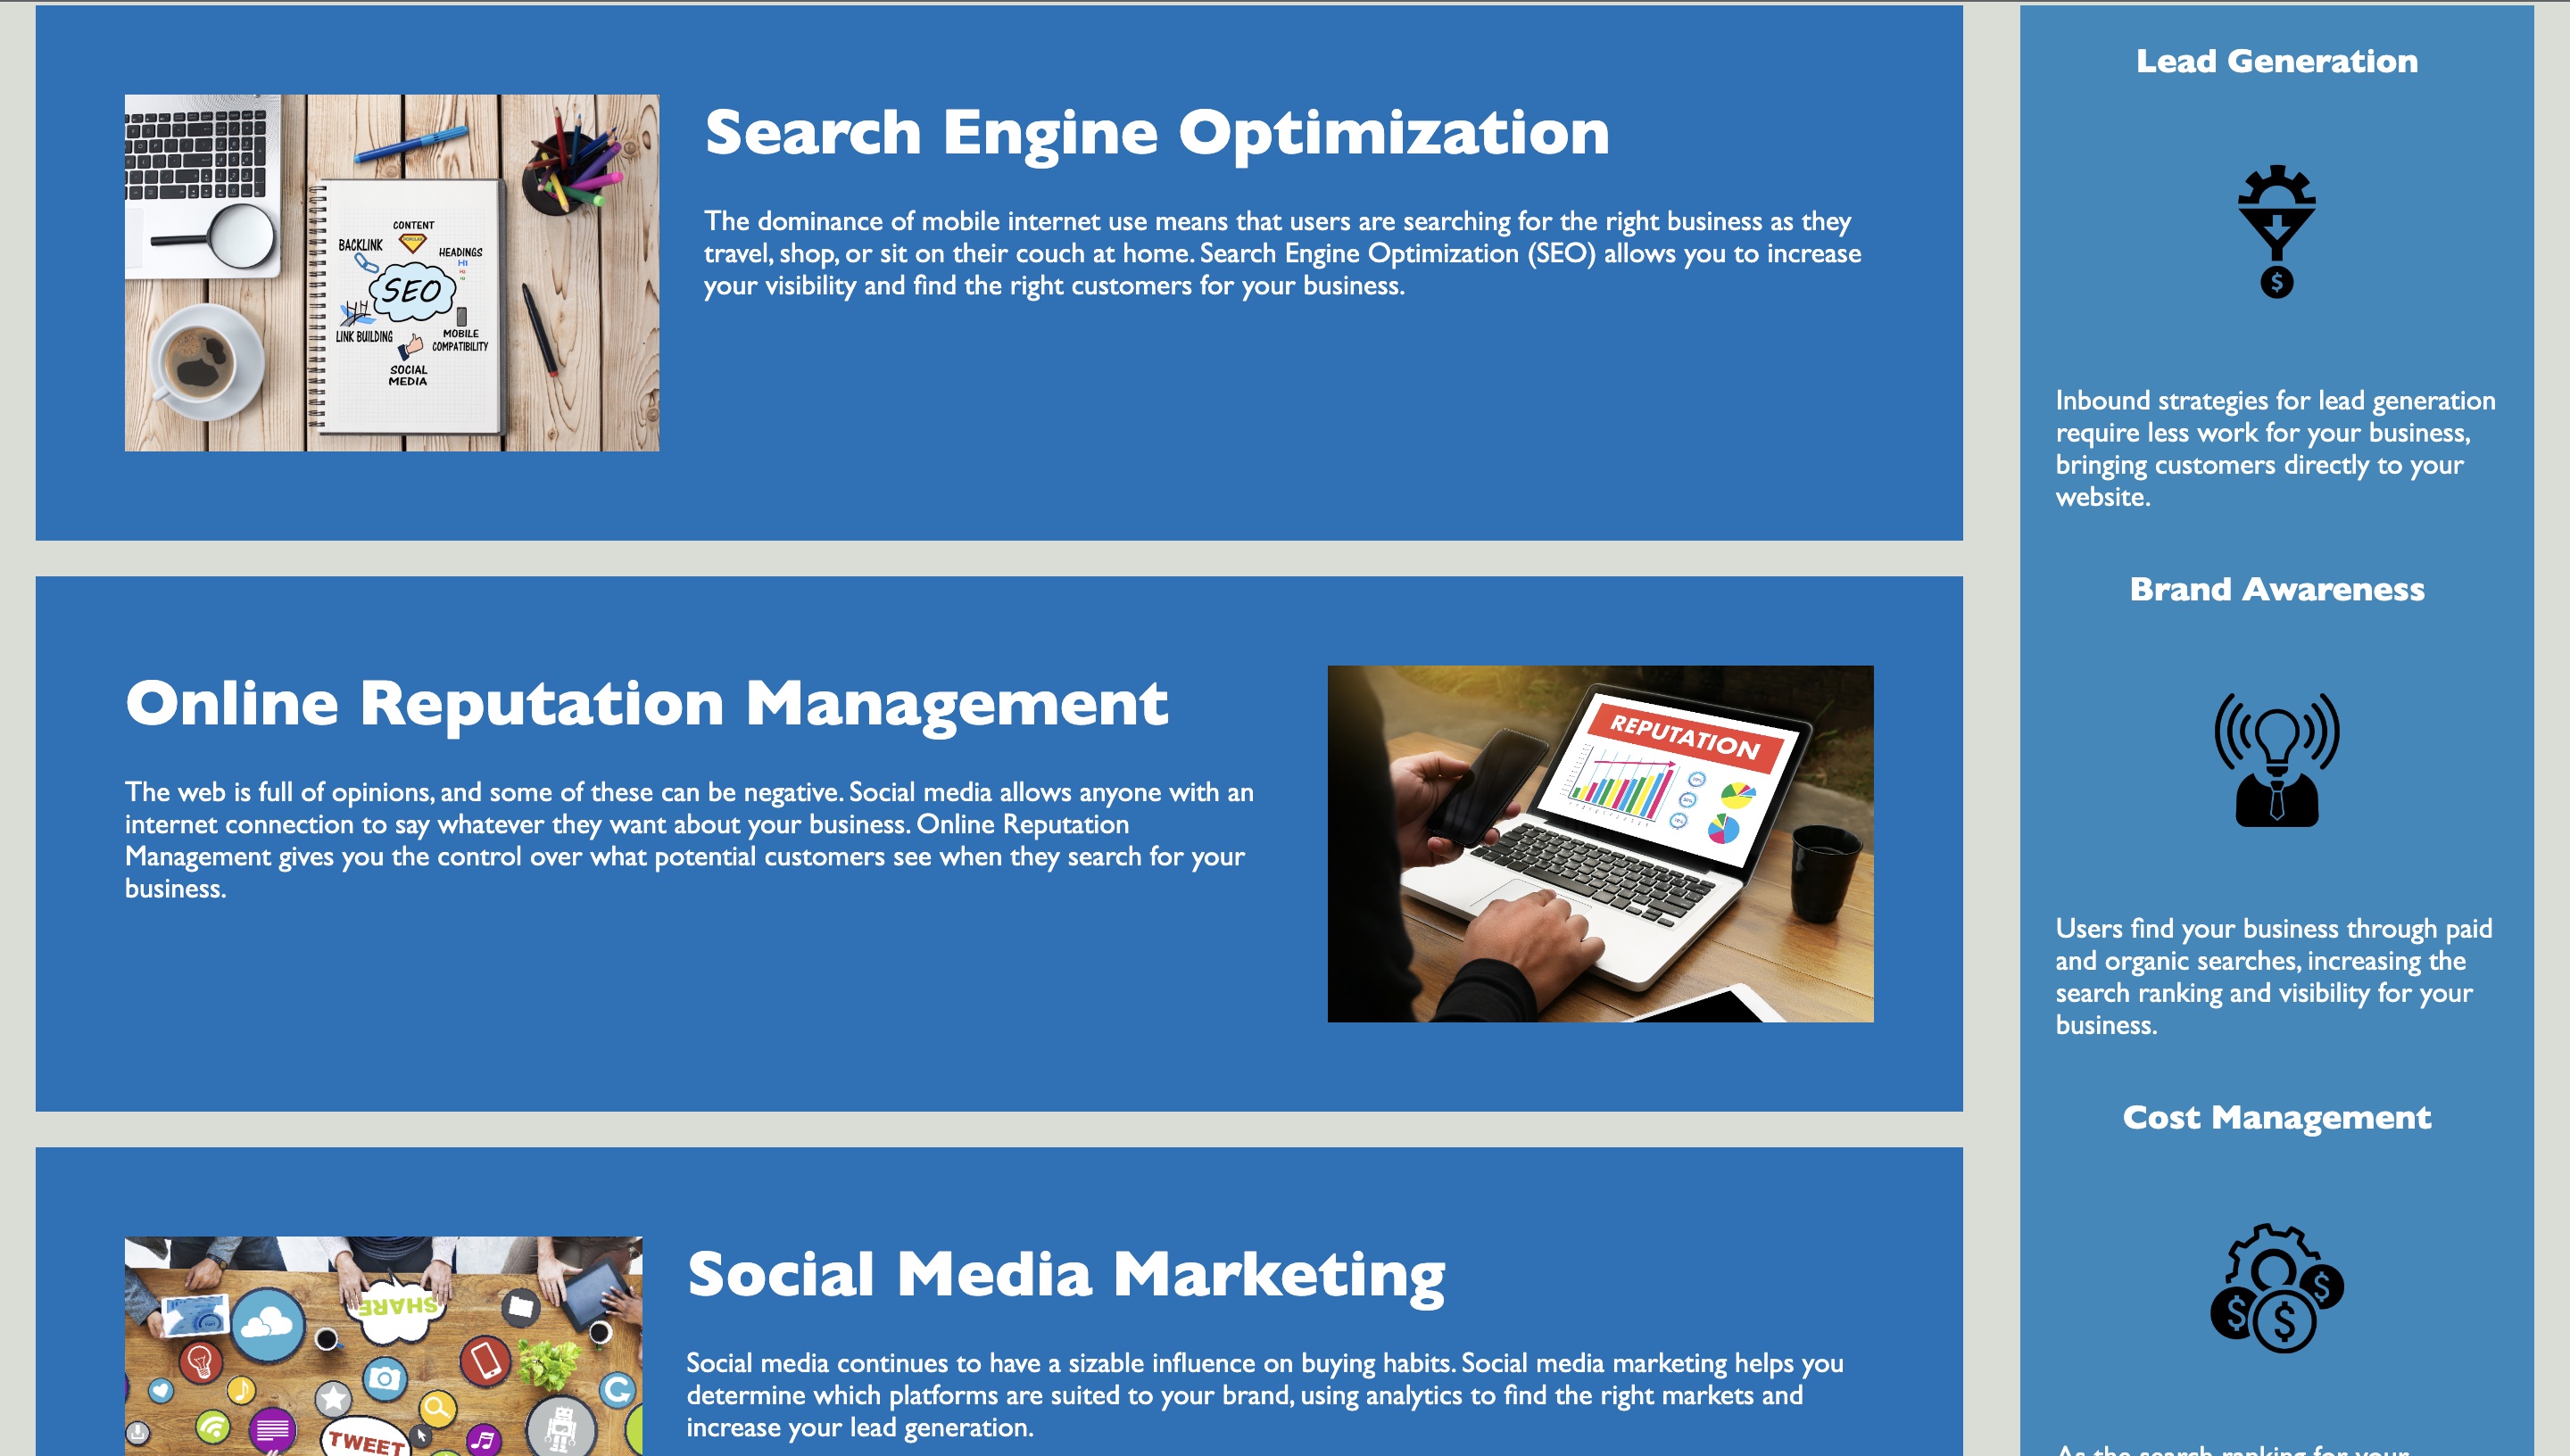 Search Engine Optimization
The dominance of mobile internet use means that users are searching for the right business as they
travel, shop, or sit on their couch at home. Search Engine Optimization (SEO) allows you to increase
your visibility and find the right customers for your business.
CONTENT
BACKLINK
HEADINGS
H1
SEO
LINK BUILDING
MOBILE
COMPATIBILITY
SOCIAL
MEDIA
Online Reputation Management
The web is full of opinions, and some of these can be negative. Social media allows anyone with an
internet connection to say whatever they want about your business. Online Reputation
Management gives you the control over what potential customers see when they search for your
business.
REPUTATION
Social Media Marketing
Social media continues to have a sizable influence on buying habits. Social media marketing helps you
determine which platforms are suited to your brand, using analytics to find the right markets and
increase your lead generation.
SHARE
TWEET
Lead Generation
$
Inbound strategies for lead generation
require less work for your business,
bringing customers directly to your
website.
Brand Awareness
Users find your business through paid
and organic searches, increasing the
search ranking and visibility for your
business.
Cost Management
$ $ $
As the search ranking for your